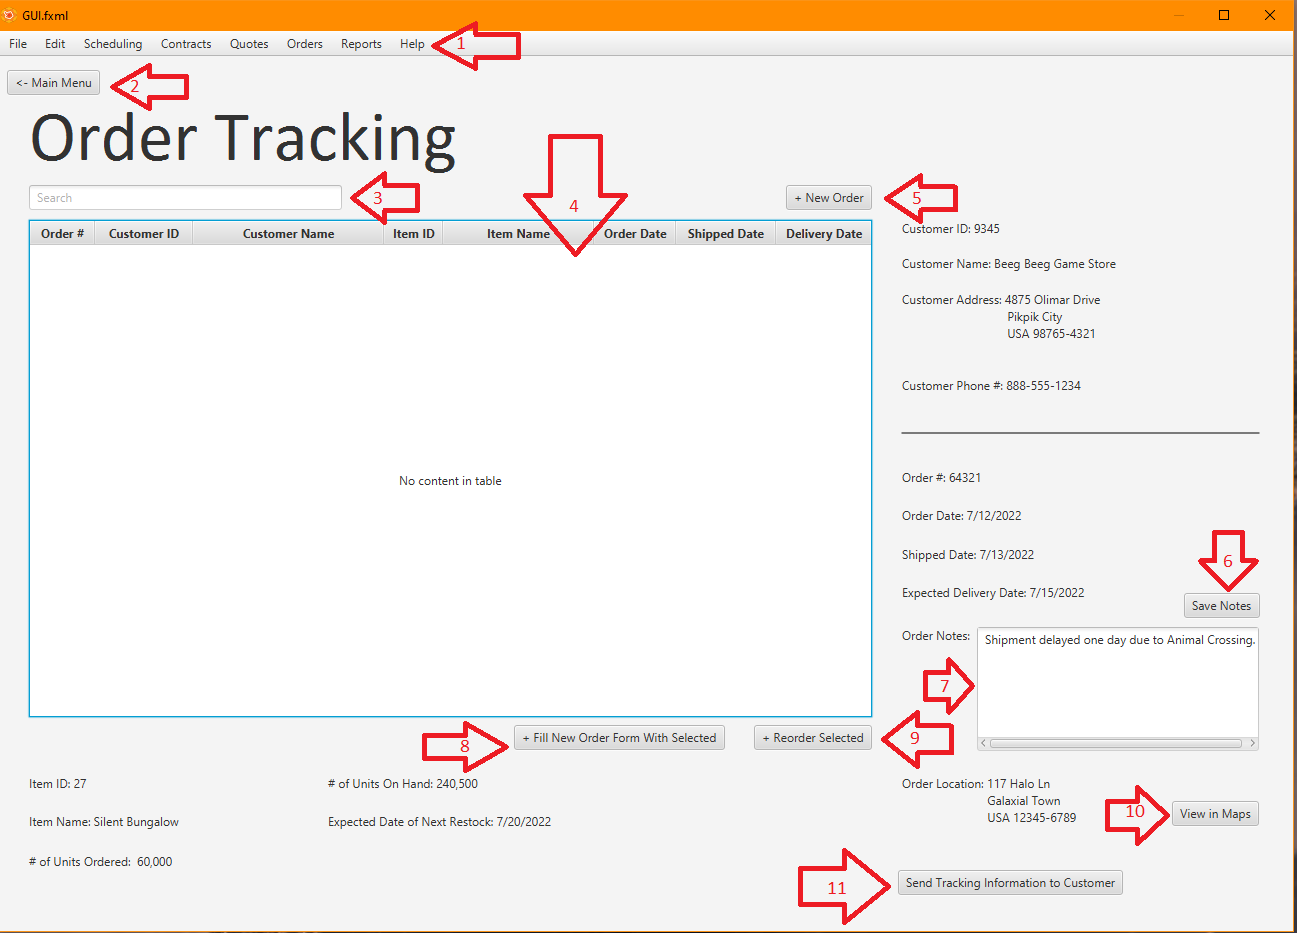 GUI.fxml
File Edit Scheduling Contracts Quotes Orders Reports Help 1
<- Main Menu 2
Order Tracking
Search 3
4
+ New Order 5
Order # Customer ID Customer Name Item ID Item Name Order Date Shipped Date Delivery Date
No content in table
Customer ID: 9345
Customer Name: Beeg Beeg Game Store
Customer Address: 4875 Olimar Drive
Pikpik City
USA 98765-4321
Customer Phone #: 888-555-1234
Order #: 64321
Order Date: 7/12/2022
Shipped Date: 7/13/2022
Expected Delivery Date: 7/15/2022
6
Save Notes
Order Notes: Shipment delayed one day due to Animal Crossing.
7
8 + Fill New Order Form With Selected
+ Reorder Selected 9
Item ID: 27
Item Name: Silent Bungalow
# of Units Ordered: 60,000
# of Units On Hand: 240,500
Expected Date of Next Restock: 7/20/2022
Order Location: 117 Halo Ln
Galaxial Town
USA 12345-6789
10 View in Maps
11 Send Tracking Information to Customer